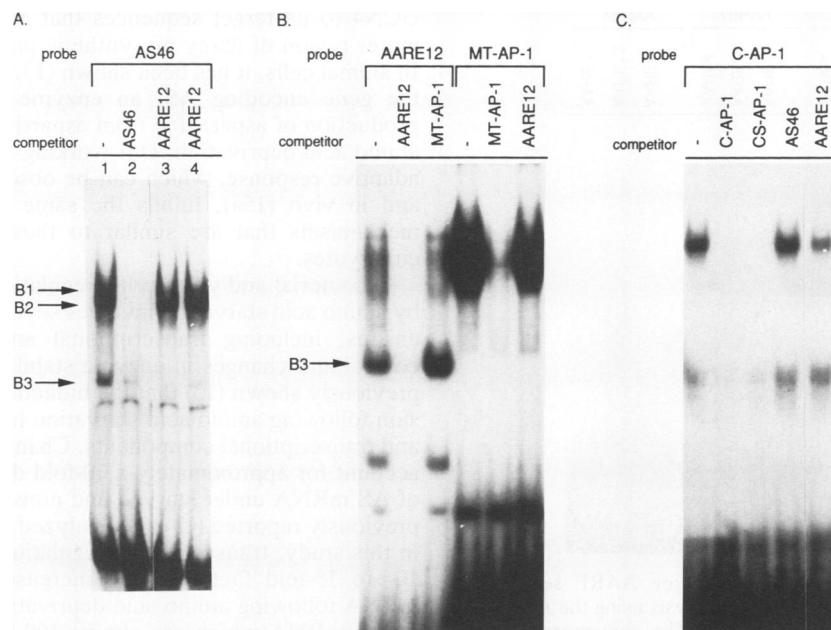 A.
probe AS46
competitor - AS46 AARE12 AARE12
1 2 3 4
B1
B2
B3
B.
probe AARE12 MT-AP-1
competitor - AARE12 MT-AP-1 - MT-AP-1 AARE12
B3
C.
probe C-AP-1
competitor - C-AP-1 CS-AP-1 AS46 AARE12